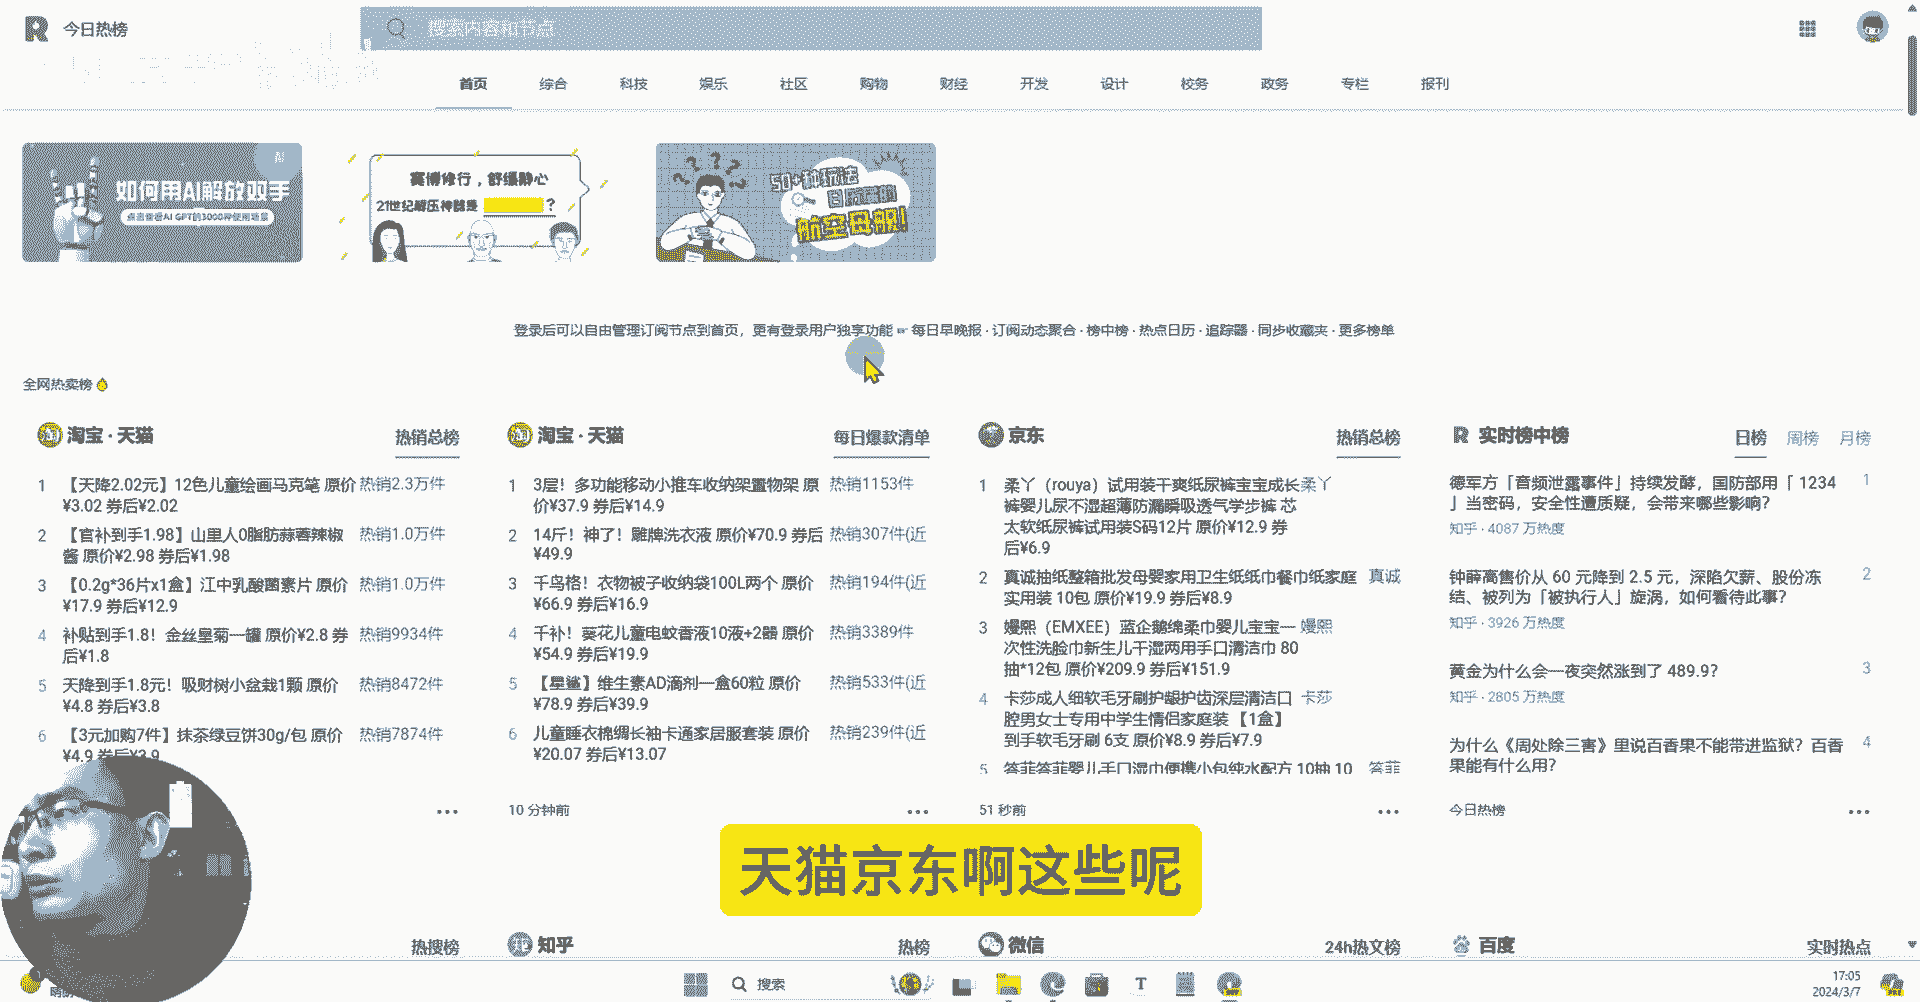 今日热榜
搜索内容和节点
首页 综合 科技 娱乐 社区 购物 财经 开发 设计 校务 政务 专栏 报刊
AI
如何用AI解放双手
点击查看AI GPT的3000种使用场景
赛博修行，舒缓静心
21世纪解压神器是 ?
50+种玩法
航空母舰!
登录后可以自由管理订阅节点到首页，更有登录用户独享功能 ☞ 每日早晚报 · 订阅动态聚合 · 榜中榜 · 热点日历 · 追踪器 · 同步收藏夹 · 更多榜单
全网热卖榜
淘宝 · 天猫 热销总榜
1 【天降2.02元】12色儿童绘画马克笔 原价 热销2.3万件
¥3.02 券后¥2.02
2 【官补到手1.98】山里人0脂肪蒜蓉辣椒 热销1.0万件
酱 原价¥2.98 券后¥1.98
3 【0.2g*36片x1盒】江中乳酸菌素片 原价 热销1.0万件
¥17.9 券后¥12.9
4 补贴到手1.8！金丝皇菊一罐 原价¥2.8 券 热销9934件
后¥1.8
5 天降到手1.8元！吸财树小盆栽1颗 原价 热销8472件
¥4.8 券后¥3.8
6 【3元加购7件】抹茶绿豆饼30g/包 原价 热销7874件
¥4.9 券后¥3.9
淘宝 · 天猫 每日爆款清单
1 3层！多功能移动小推车收纳架置物架 原 热销1153件
价¥37.9 券后¥14.9
2 14斤！神了！雕牌洗衣液 原价¥70.9 券后 热销307件(近
¥49.9
3 千鸟格！衣物被子收纳袋100L两个 原价 热销194件(近
¥66.9 券后¥16.9
4 千补！葵花儿童电蚊香液10液+2器 原价 热销3389件
¥54.9 券后¥19.9
5 【星鲨】维生素AD滴剂一盒60粒 原价 热销533件(近
¥78.9 券后¥39.9
6 儿童睡衣棉绸长袖卡通家居服套装 原价 热销239件(近
¥20.07 券后¥13.07
10 分钟前
京东 热销总榜
1 柔丫（rouya）试用装干爽纸尿裤宝宝成长 柔丫
裤婴儿尿不湿超薄防漏瞬吸透气学步裤 芯
太软纸尿裤试用装S码12片 原价¥12.9 券
后¥6.9
2 真诚抽纸整箱批发母婴家用卫生纸纸巾餐巾纸家庭 真诚
实用装 10包 原价¥19.9 券后¥8.9
3 嫚熙（EMXEE）蓝企鹅绵柔巾婴儿宝宝一 嫚熙
次性洗脸巾新生儿干湿两用手口清洁巾 80
抽*12包 原价¥209.9 券后¥151.9
4 卡莎成人细软毛牙刷护龈护齿深层清洁口 卡莎
腔男女士专用中学生情侣家庭装 【1盒】
到手软毛牙刷 6支 原价¥8.9 券后¥7.9
5 答菲答菲婴儿手口湿巾便携小包纯水配方 10抽 10 答菲
51 秒前
实时榜中榜 日榜 周榜 月榜
德军方「音频泄露事件」持续发酵，国防部用「 1234 1
」当密码，安全性遭质疑，会带来哪些影响？
知乎 · 4087 万热度
钟薛高售价从 60 元降到 2.5 元，深陷欠薪、股份冻 2
结、被列为「被执行人」旋涡，如何看待此事？
知乎 · 3926 万热度
黄金为什么会一夜突然涨到了 489.9？ 3
知乎 · 2805 万热度
为什么《周处除三害》里说百香果不能带进监狱？百香 4
果能有什么用？
今日热榜
天猫京东啊这些呢
热搜榜
知乎 热榜
微信 24h热文榜
百度 实时热点
搜索
17:05
2024/3/7